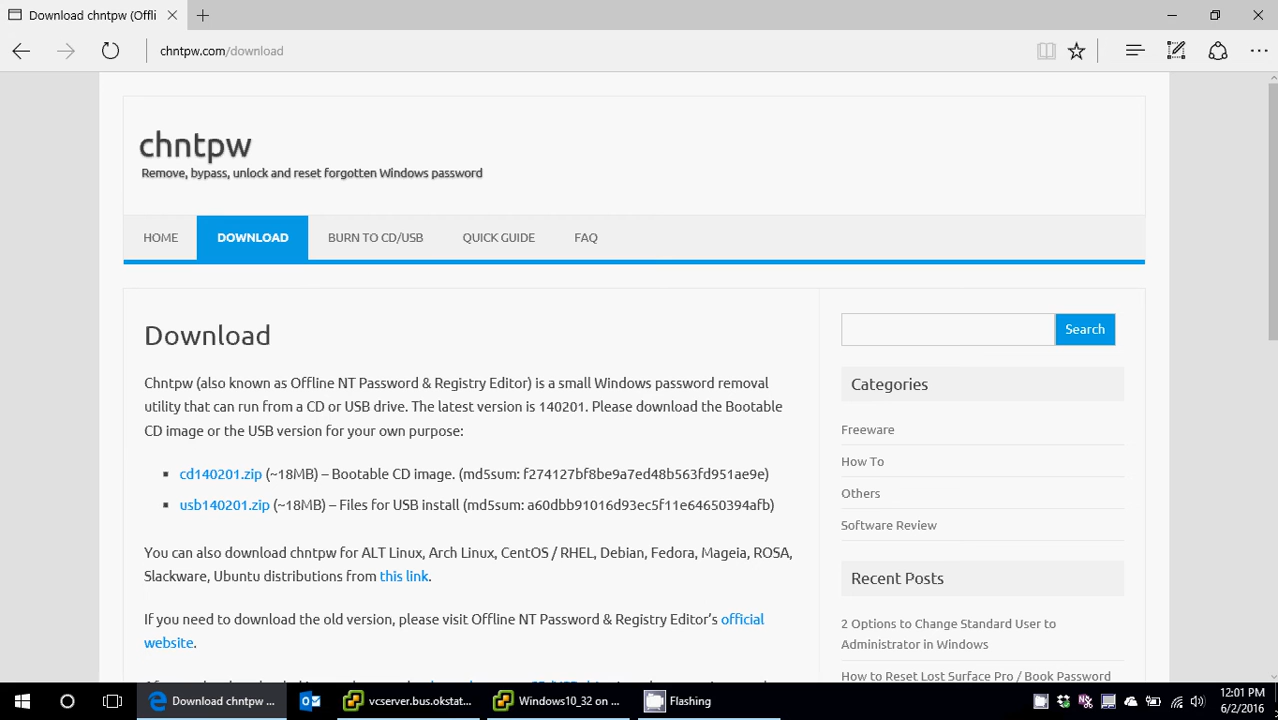 Download chntpw (Offli
chntpw.com/download
chntpw
Remove, bypass, unlock and reset forgotten Windows password
HOME
DOWNLOAD
BURN TO CD/USB
QUICK GUIDE
FAQ
Download
Chntpw (also known as Offline NT Password & Registry Editor) is a small Windows password removal
utility that can run from a CD or USB drive. The latest version is 140201. Please download the Bootable
CD image or the USB version for your own purpose:
cd140201.zip (~18MB) – Bootable CD image. (md5sum: f274127bf8be9a7ed48b563fd951ae9e)
usb140201.zip (~18MB) – Files for USB install (md5sum: a60dbb91016d93ec5f11e64650394afb)
You can also download chntpw for ALT Linux, Arch Linux, CentOS / RHEL, Debian, Fedora, Mageia, ROSA,
Slackware, Ubuntu distributions from this link.
If you need to download the old version, please visit Offline NT Password & Registry Editor’s official
website.
Search
Categories
Freeware
How To
Others
Software Review
Recent Posts
2 Options to Change Standard User to
Administrator in Windows
How to Reset Lost Surface Pro / Book Password
Download chntpw ...
vcserver.bus.okstat...
Windows10_32 on ...
Flashing
12:01 PM
6/2/2016